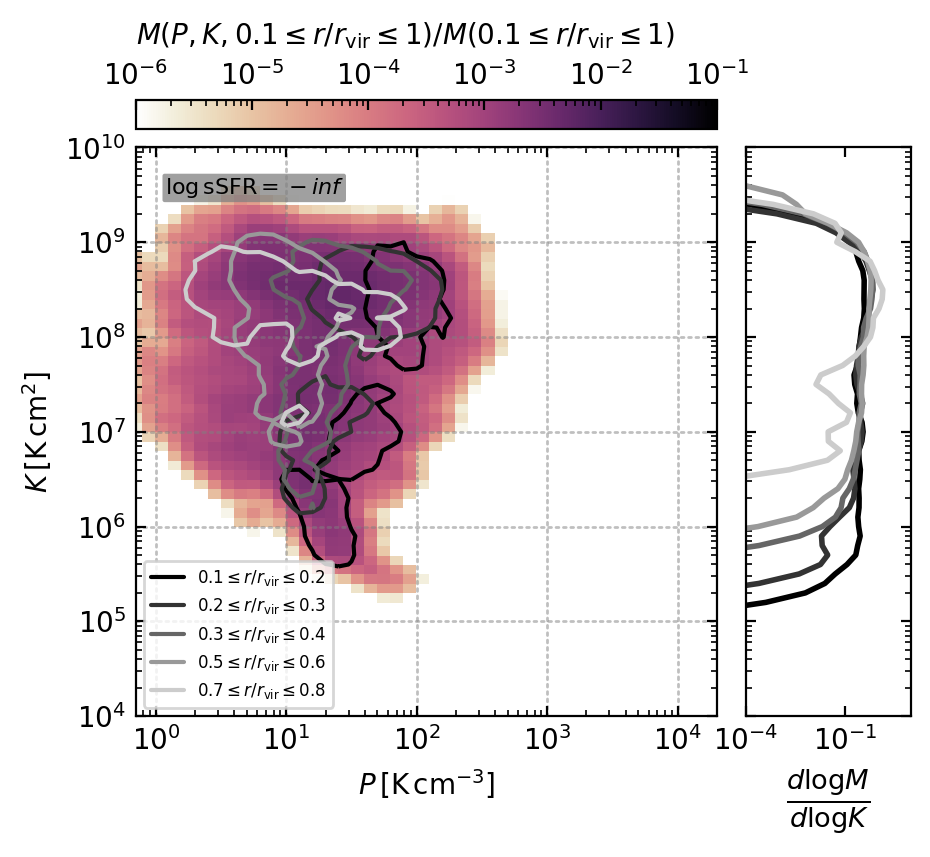 M(P, K, 0.1 ≤ r/r_vir ≤ 1)/M(0.1 ≤ r/r_vir ≤ 1)
10^−6 10^−5 10^−4 10^−3 10^−2 10^−1
log sSFR = −inf
10^10
10^9
10^8
10^7
10^6
10^5
10^4
K [K cm^2]
0.1 ≤ r/r_vir ≤ 0.2
0.2 ≤ r/r_vir ≤ 0.3
0.3 ≤ r/r_vir ≤ 0.4
0.5 ≤ r/r_vir ≤ 0.6
0.7 ≤ r/r_vir ≤ 0.8
10^0 10^1 10^2 10^3 10^4
P [K cm^−3]
10^−4 10^−1
dlogM
dlogK